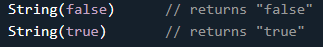 String(false)      // returns "false"
String(true)       // returns "true"